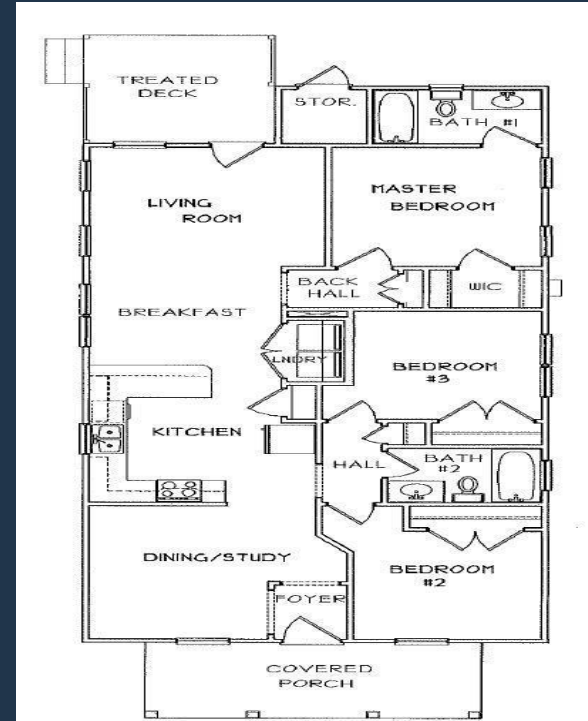 TREATED
DECK
STOR.
BATH #1
LIVING
ROOM
MASTER
BEDROOM
BACK
HALL
WIC
BREAKFAST
LNDRY
BEDROOM
#3
KITCHEN
HALL
BATH
#2
DINING/STUDY
BEDROOM
#2
FOYER
COVERED
PORCH